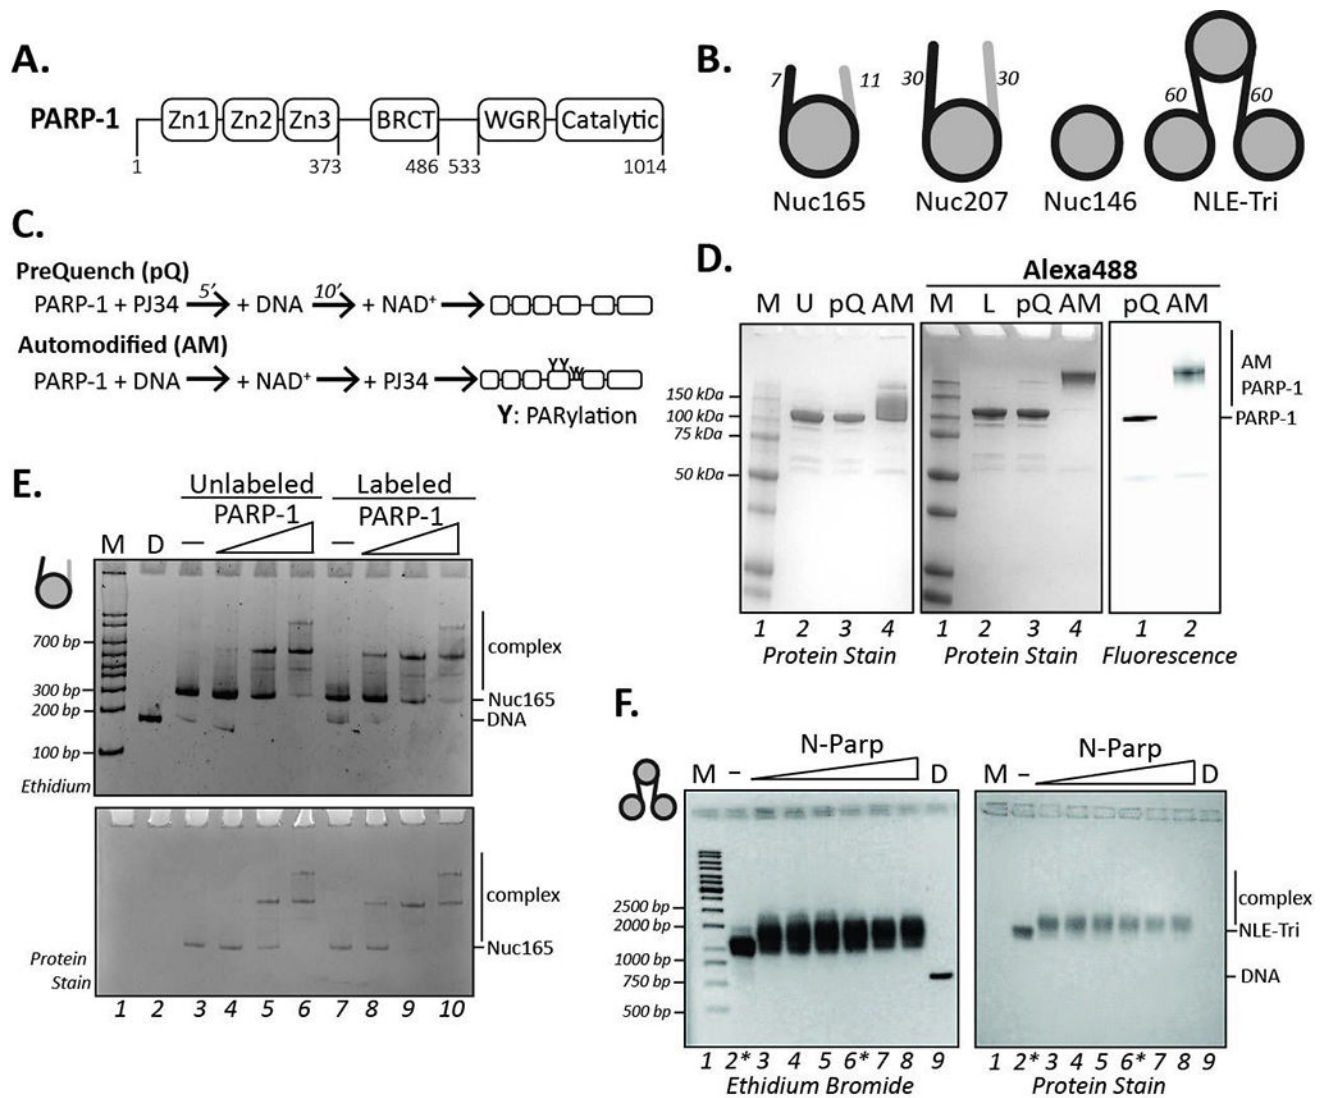 A.
PARP-1
Zn1 Zn2 Zn3 BRCT WGR Catalytic
1 373 486 533 1014
B.
7 11 30 30 60 60
Nuc165 Nuc207 Nuc146 NLE-Tri
C.
PreQuench (pQ)
PARP-1 + PJ34 5′ + DNA 10′ + NAD⁺
Automodified (AM)
PARP-1 + DNA + NAD⁺ + PJ34
Y Y Y Y
Y: PARylation
D.
Alexa488
M U pQ AM M L pQ AM pQ AM
150 kDa
100 kDa
75 kDa
50 kDa
AM
PARP-1
PARP-1
1 2 3 4 1 2 3 4 1 2
Protein Stain Protein Stain Fluorescence
E.
Unlabeled Labeled
PARP-1 PARP-1
M D — —
700 bp
300 bp
200 bp
100 bp
Ethidium
complex
Nuc165
DNA
complex
Nuc165
Protein
Stain
1 2 3 4 5 6 7 8 9 10
F.
N-Parp N-Parp
M – D M – D
2500 bp
2000 bp
1000 bp
750 bp
500 bp
complex
NLE-Tri
DNA
1 2* 3 4 5 6* 7 8 9 1 2* 3 4 5 6* 7 8 9
Ethidium Bromide Protein Stain